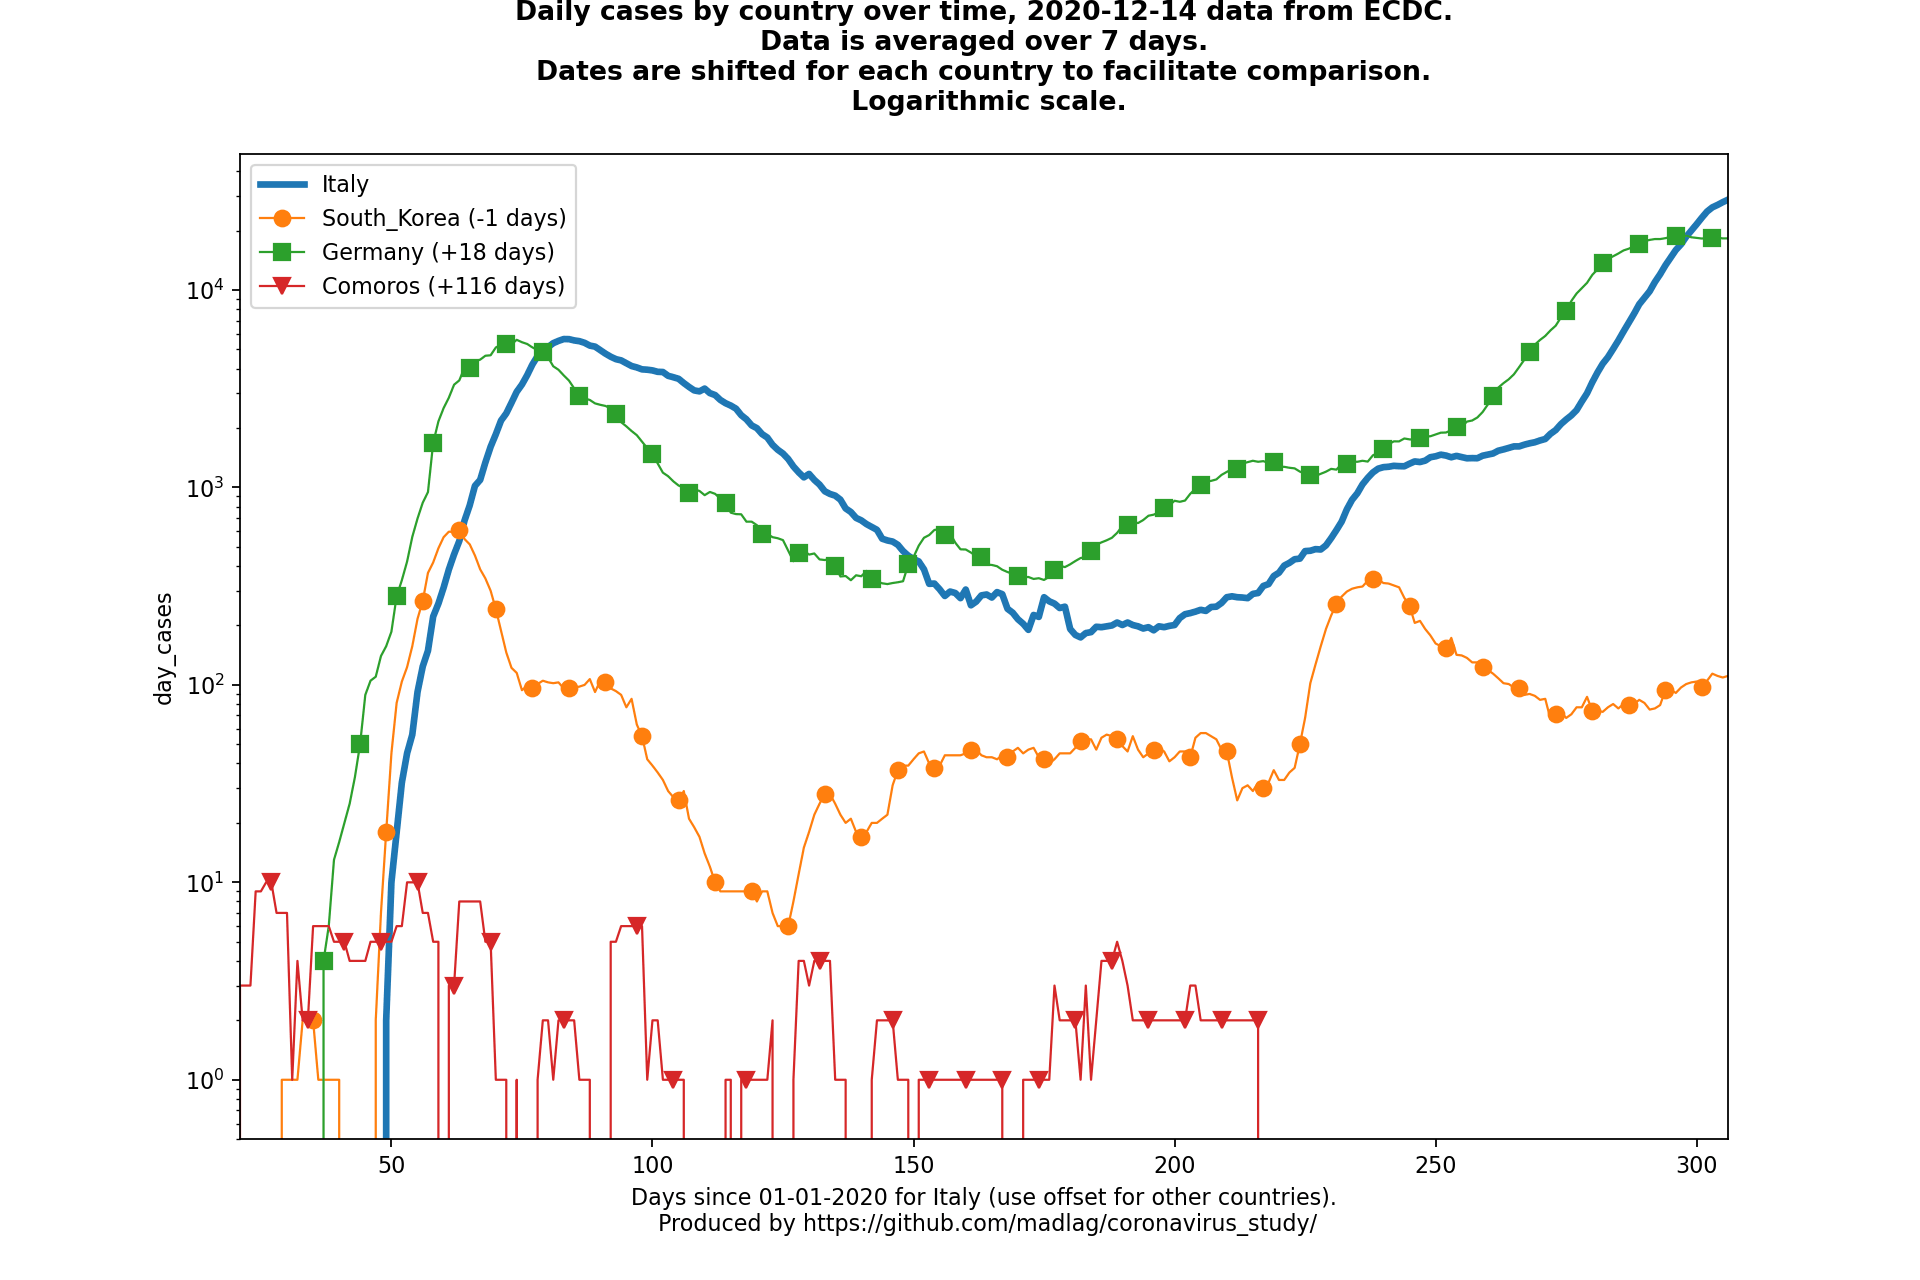 Daily cases by country over time, 2020-12-14 data from ECDC.
Data is averaged over 7 days.
Dates are shifted for each country to facilitate comparison.
Logarithmic scale.
Italy
South_Korea (-1 days)
Germany (+18 days)
Comoros (+116 days)
day_cases
10⁴
10³
10²
10¹
10⁰
50 100 150 200 250 300
Days since 01-01-2020 for Italy (use offset for other countries).
Produced by https://github.com/madlag/coronavirus_study/